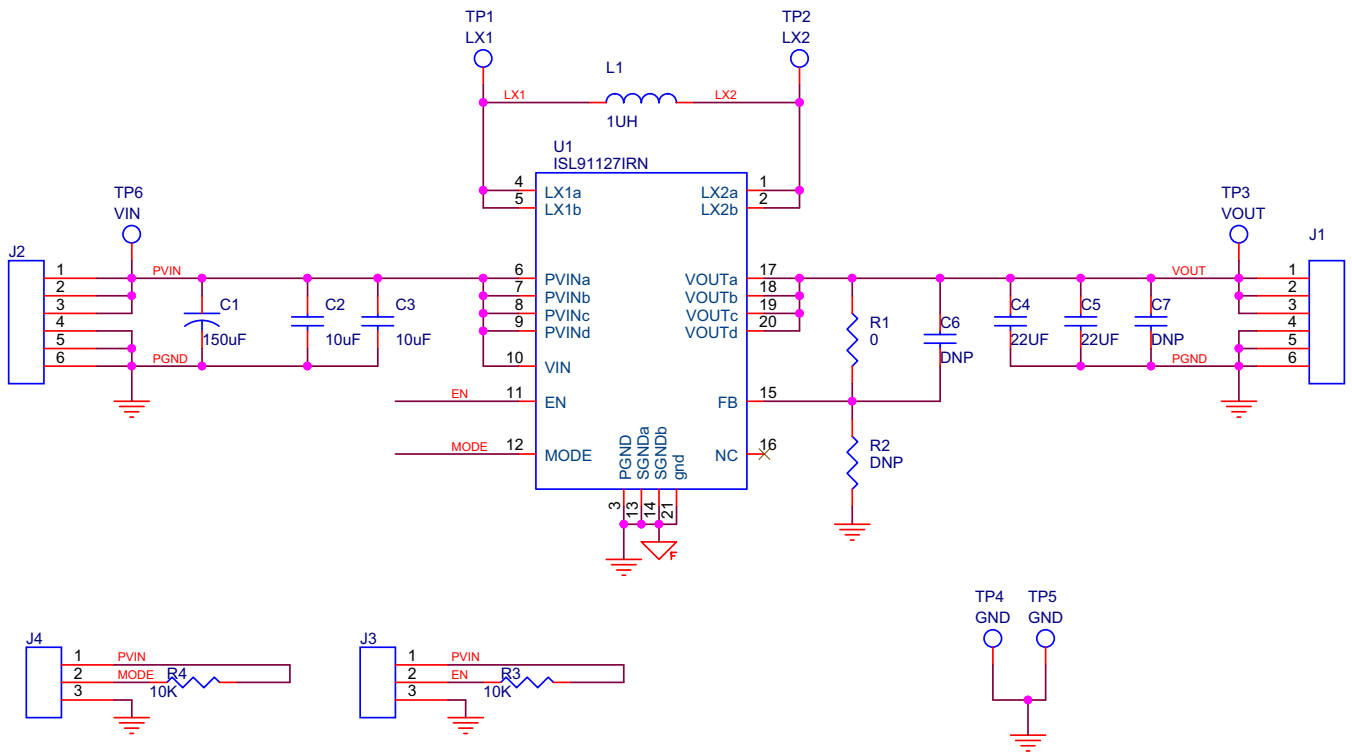 TP1
LX1
TP2
LX2
L1
LX1
LX2
1UH
U1
ISL91127IRN
4
LX1a
5
LX1b
LX2a
1
LX2b
2
TP6
VIN
TP3
VOUT
J2
J1
1
2
3
4
5
6
PVIN
PGND
C1
150uF
C2
10uF
C3
10uF
6
PVINa
7
PVINb
8
PVINc
9
PVINd
10
VIN
EN
11
EN
MODE
12
MODE
VOUTa
17
VOUTb
18
VOUTc
19
VOUTd
20
FB
15
NC
16
R1
0
C6
DNP
C4
22UF
C5
22UF
C7
DNP
VOUT
PGND
1
2
3
4
5
6
R2
DNP
PGND
SGNDa
SGNDb
gnd
3
13
14
21
F
J4
1
PVIN
2
MODE
R4
3
10K
J3
1
PVIN
2
EN
R3
3
10K
TP4
GND
TP5
GND